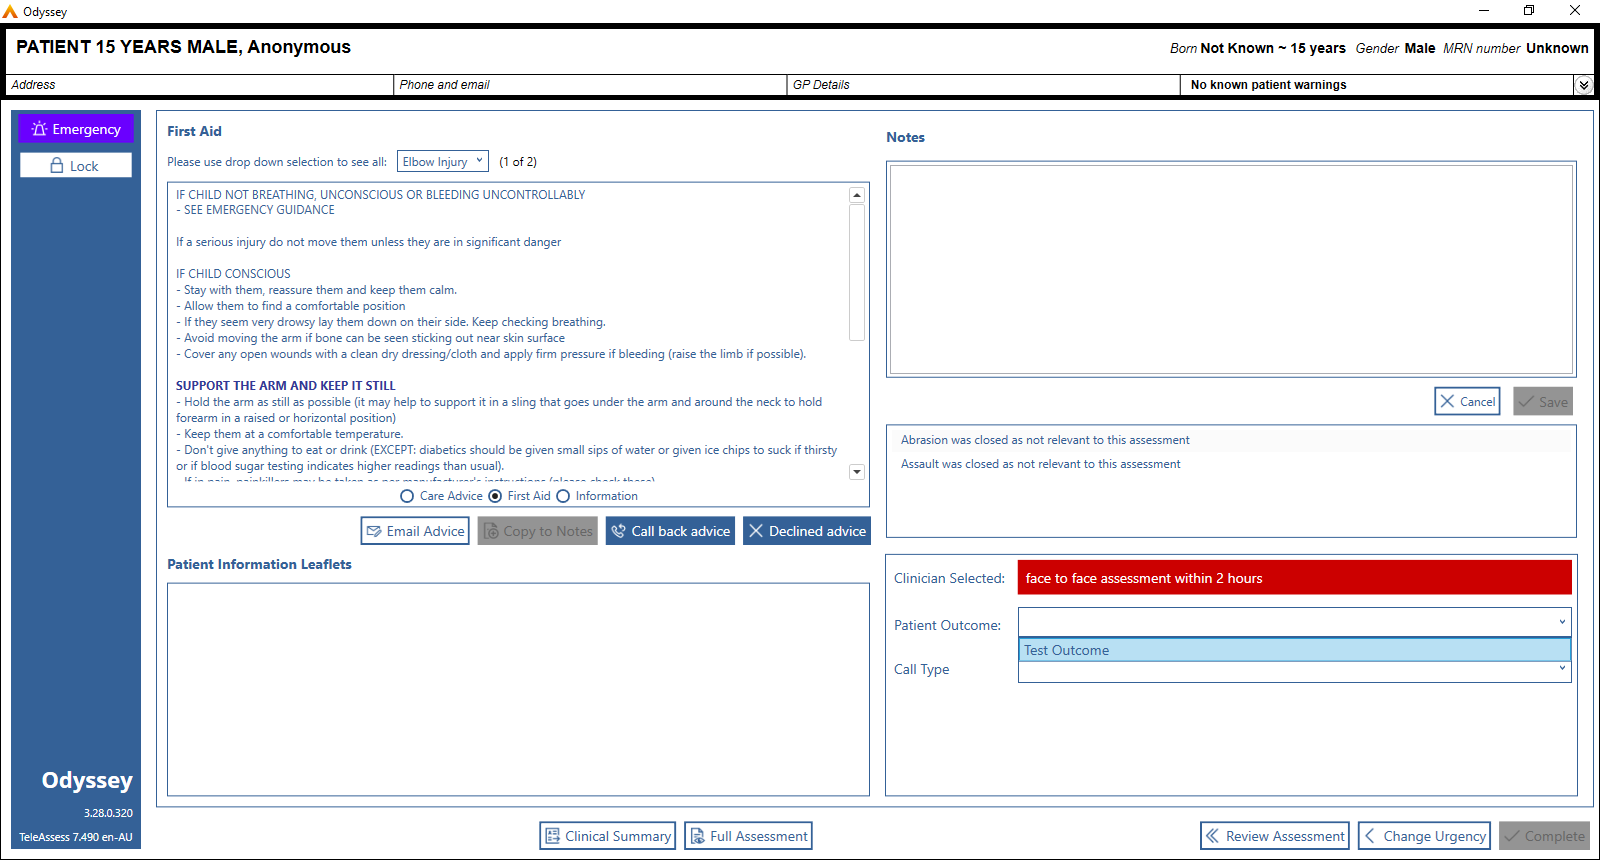 Odyssey
PATIENT 15 YEARS MALE, Anonymous
Born Not Known ~ 15 years Gender Male MRN number Unknown
Address
Phone and email
GP Details
No known patient warnings
Emergency
Lock
First Aid
Please use drop down selection to see all: Elbow Injury (1 of 2)
IF CHILD NOT BREATHING, UNCONSCIOUS OR BLEEDING UNCONTROLLABLY
- SEE EMERGENCY GUIDANCE
If a serious injury do not move them unless they are in significant danger
IF CHILD CONSCIOUS
- Stay with them, reassure them and keep them calm.
- Allow them to find a comfortable position
- If they seem very drowsy lay them down on their side. Keep checking breathing.
- Avoid moving the arm if bone can be seen sticking out near skin surface
- Cover any open wounds with a clean dry dressing/cloth and apply firm pressure if bleeding (raise the limb if possible).
SUPPORT THE ARM AND KEEP IT STILL
- Hold the arm as still as possible (it may help to support it in a sling that goes under the arm and around the neck to hold
forearm in a raised or horizontal position)
- Keep them at a comfortable temperature.
- Don't give anything to eat or drink (EXCEPT: diabetics should be given small sips of water or given ice chips to suck if thirsty
or if blood sugar testing indicates higher readings than usual).
- If in pain, painkillers may be taken as per manufacturer's instructions (please check these)
Care Advice First Aid Information
Email Advice
Copy to Notes
Call back advice
Declined advice
Patient Information Leaflets
Notes
Cancel
Save
Abrasion was closed as not relevant to this assessment
Assault was closed as not relevant to this assessment
Clinician Selected: face to face assessment within 2 hours
Patient Outcome:
Test Outcome
Call Type
Odyssey
3.28.0.320
TeleAssess 7.490 en-AU
Clinical Summary
Full Assessment
Review Assessment
Change Urgency
Complete